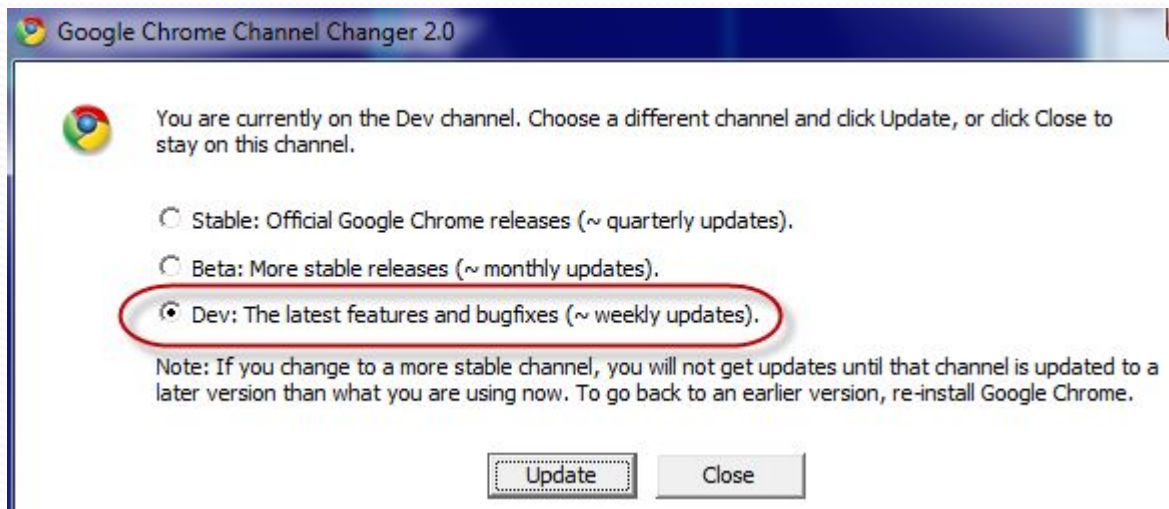 Google Chrome Channel Changer 2.0
You are currently on the Dev channel. Choose a different channel and click Update, or click Close to
stay on this channel.
Stable: Official Google Chrome releases (~ quarterly updates).
Beta: More stable releases (~ monthly updates).
Dev: The latest features and bugfixes (~ weekly updates).
Note: If you change to a more stable channel, you will not get updates until that channel is updated to a
later version than what you are using now. To go back to an earlier version, re-install Google Chrome.
Update Close